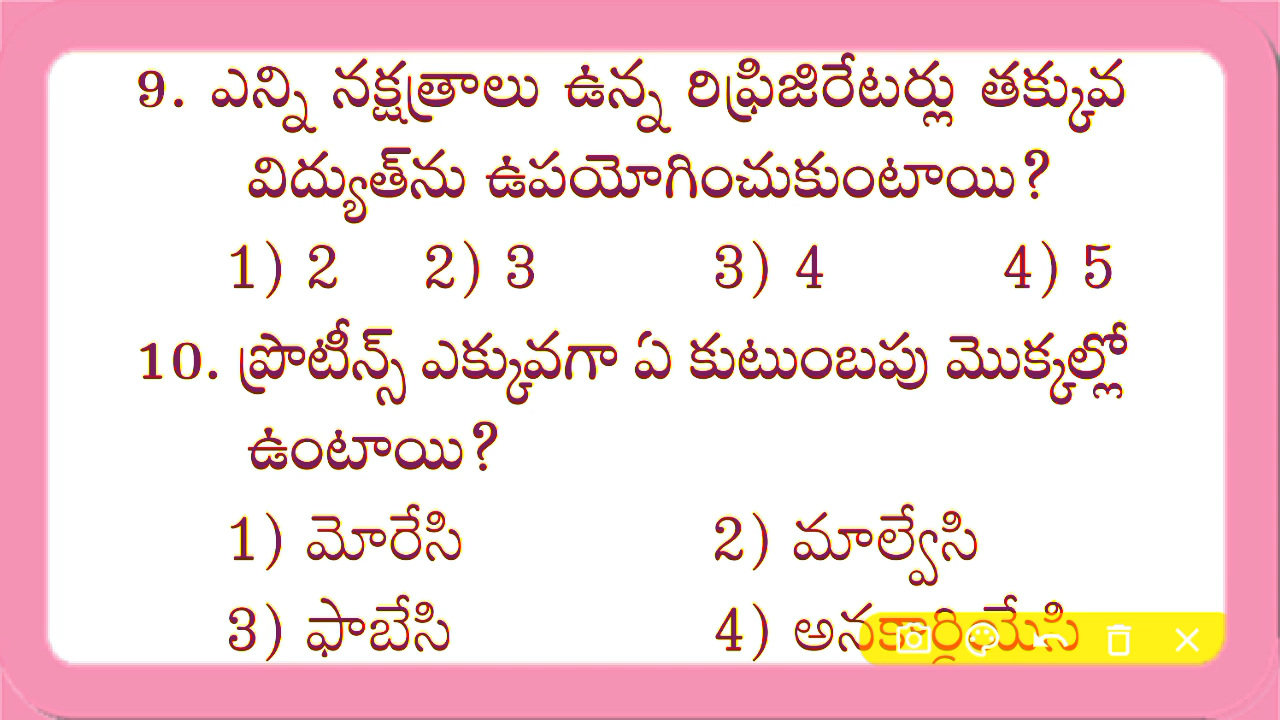 9. ఎన్ని నక్షత్రాలు ఉన్న రిఫ్రిజిరేటర్లు తక్కువ
విద్యుత్‌ను ఉపయోగించుకుంటాయి?
1) 2 2) 3 3) 4 4) 5
10. ప్రొటీన్స్ ఎక్కువగా ఏ కుటుంబపు మొక్కల్లో
ఉంటాయి?
1) మోరేసి 2) మాల్వేసి
3) ఫాబేసి 4) అనకార్డియేసి